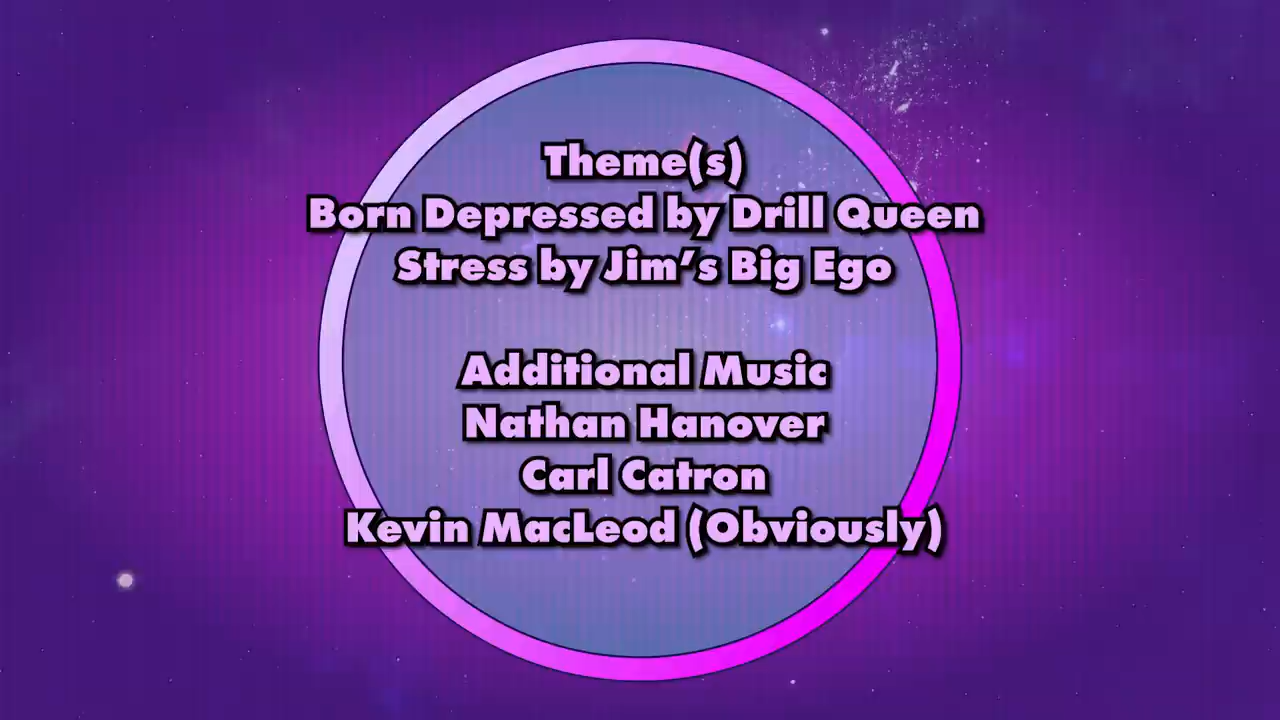 Theme(s)
Born Depressed by Drill Queen
Stress by Jim's Big Ego
Additional Music
Nathan Hanover
Carl Catron
Kevin MacLeod (Obviously)